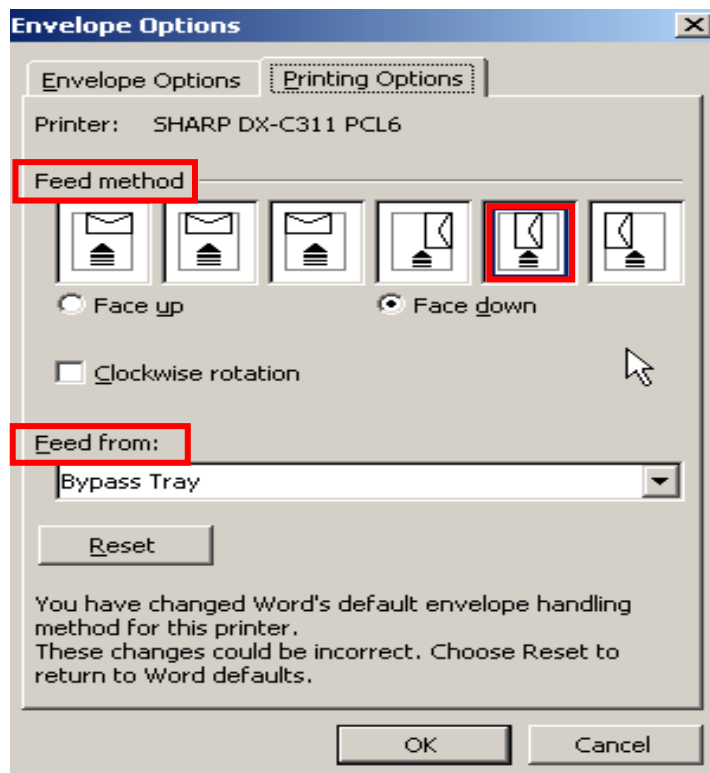 Envelope Options
Envelope Options Printing Options
Printer: SHARP DX-C311 PCL6
Feed method
Face up Face down
Clockwise rotation
Feed from:
Bypass Tray
Reset
You have changed Word's default envelope handling
method for this printer.
These changes could be incorrect. Choose Reset to
return to Word defaults.
OK Cancel